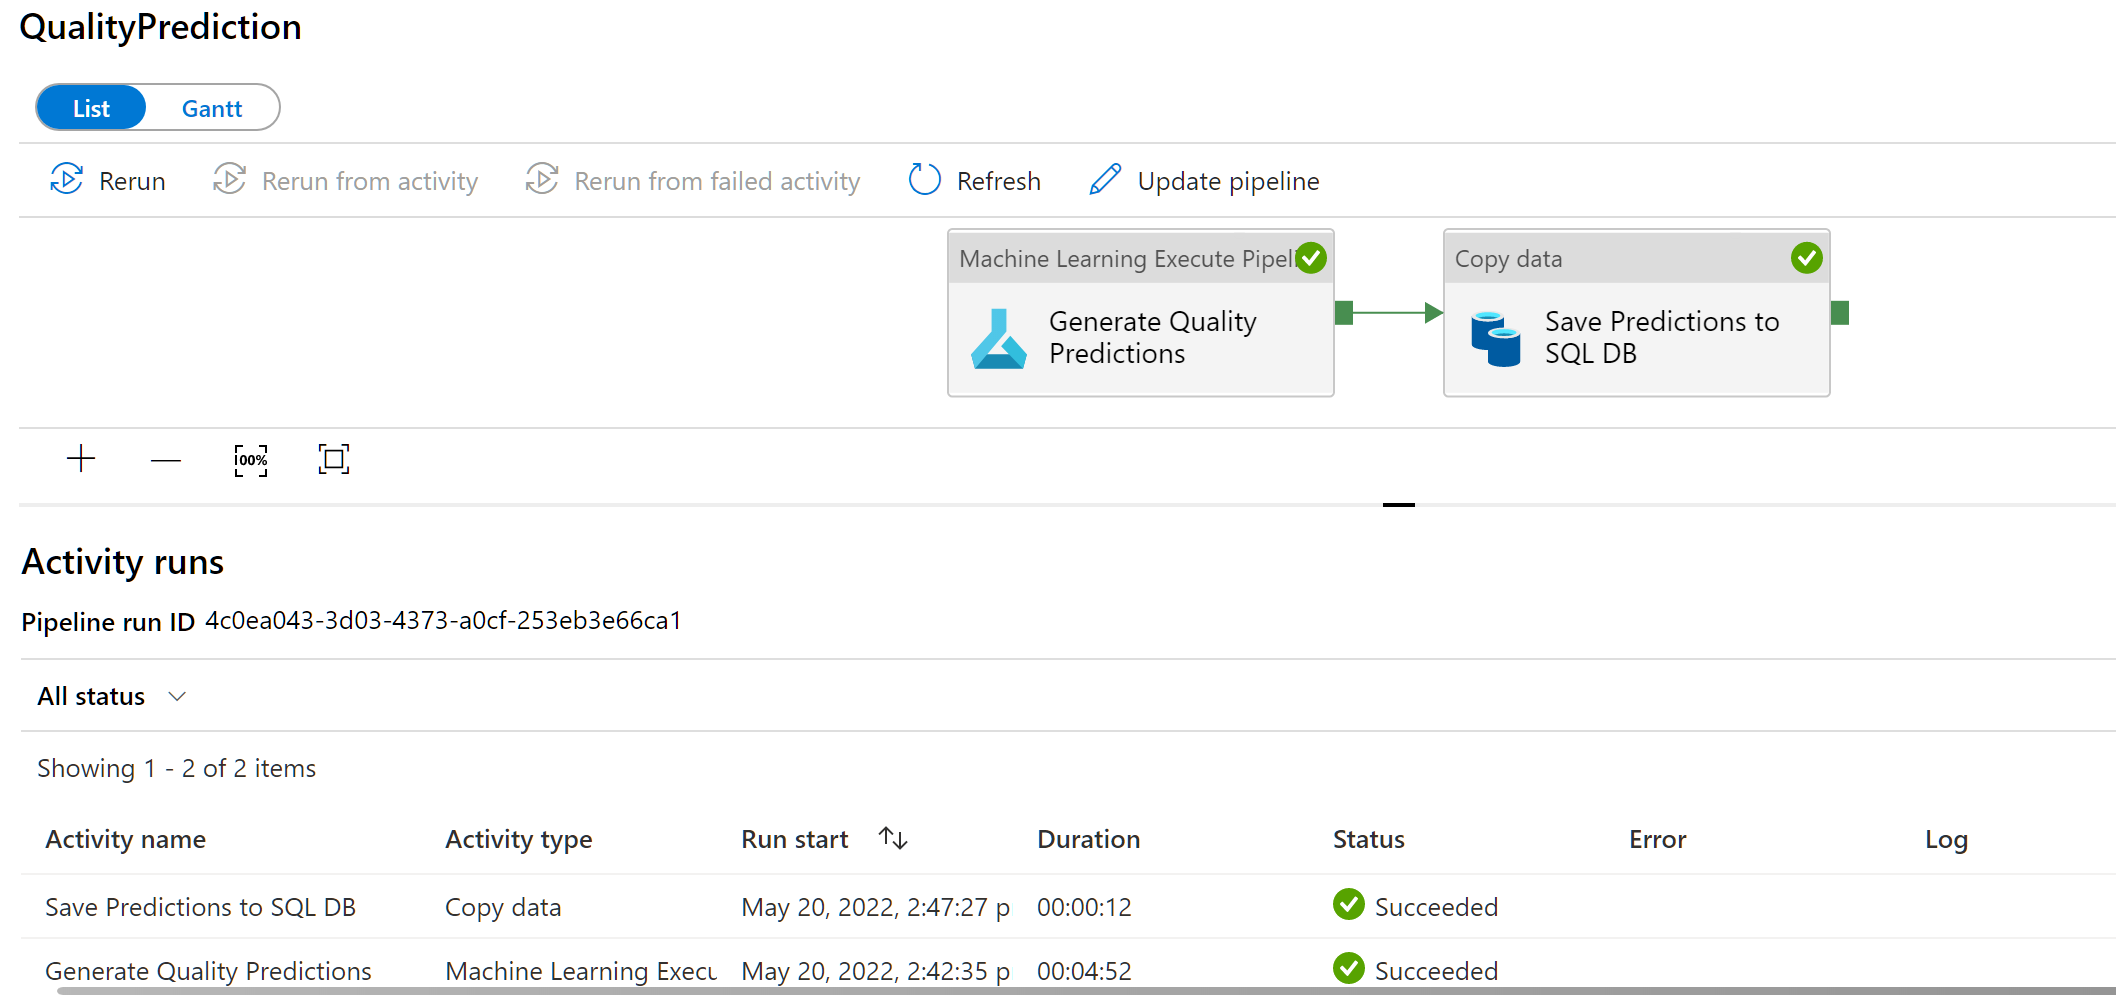 QualityPrediction
List Gantt
Rerun Rerun from activity Rerun from failed activity Refresh Update pipeline
Machine Learning Execute Pipeli Copy data
Generate Quality
Predictions
Save Predictions to
SQL DB
00%
Activity runs
Pipeline run ID 4c0ea043-3d03-4373-a0cf-253eb3e66ca1
All status
Showing 1 - 2 of 2 items
Activity name Activity type Run start Duration Status Error Log
Save Predictions to SQL DB Copy data May 20, 2022, 2:47:27 p 00:00:12 Succeeded
Generate Quality Predictions Machine Learning Execu May 20, 2022, 2:42:35 p 00:04:52 Succeeded